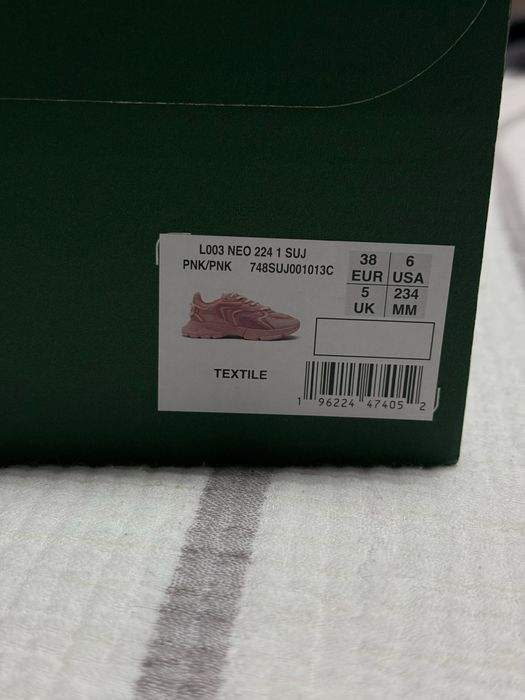 L003 NEO 224 1 SUJ
PNK/PNK 748SUJ001013C
38 EUR 6 USA
5 UK 234 MM
TEXTILE
1 96224 47405 2